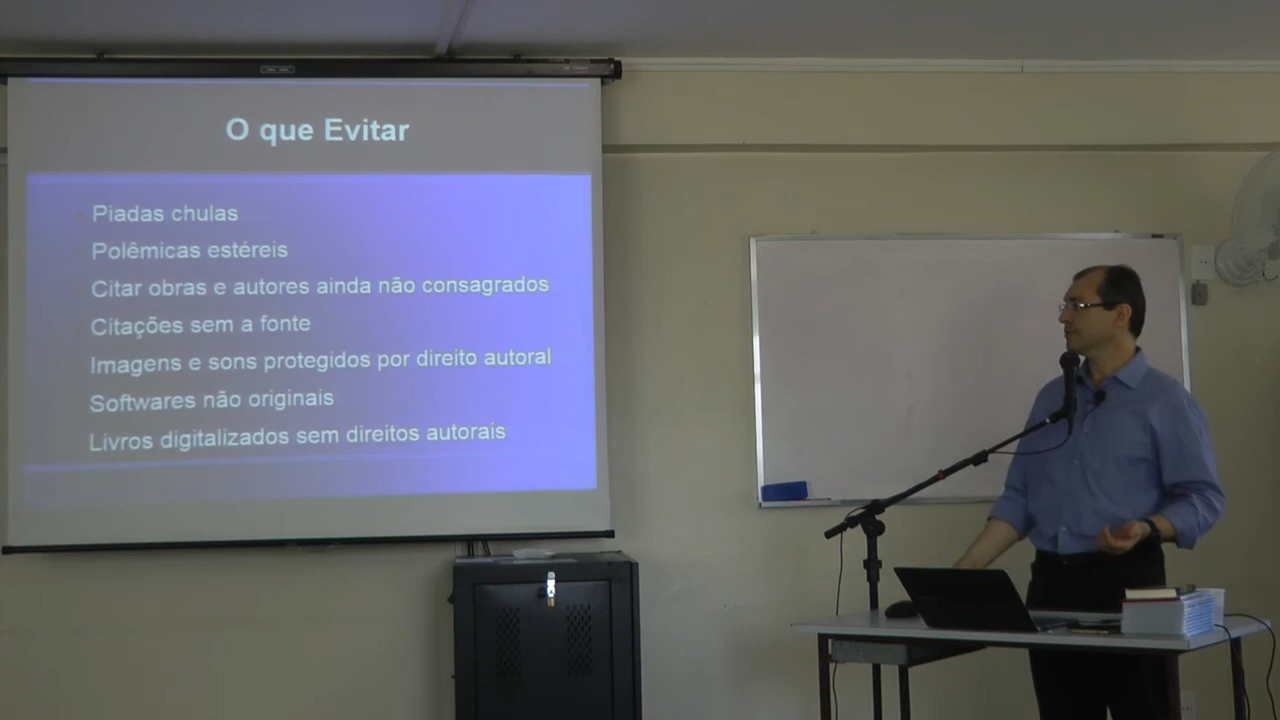 O que Evitar
Piadas chulas
Polêmicas estéreis
Citar obras e autores ainda não consagrados
Citações sem a fonte
Imagens e sons protegidos por direito autoral
Softwares não originais
Livros digitalizados sem direitos autorais